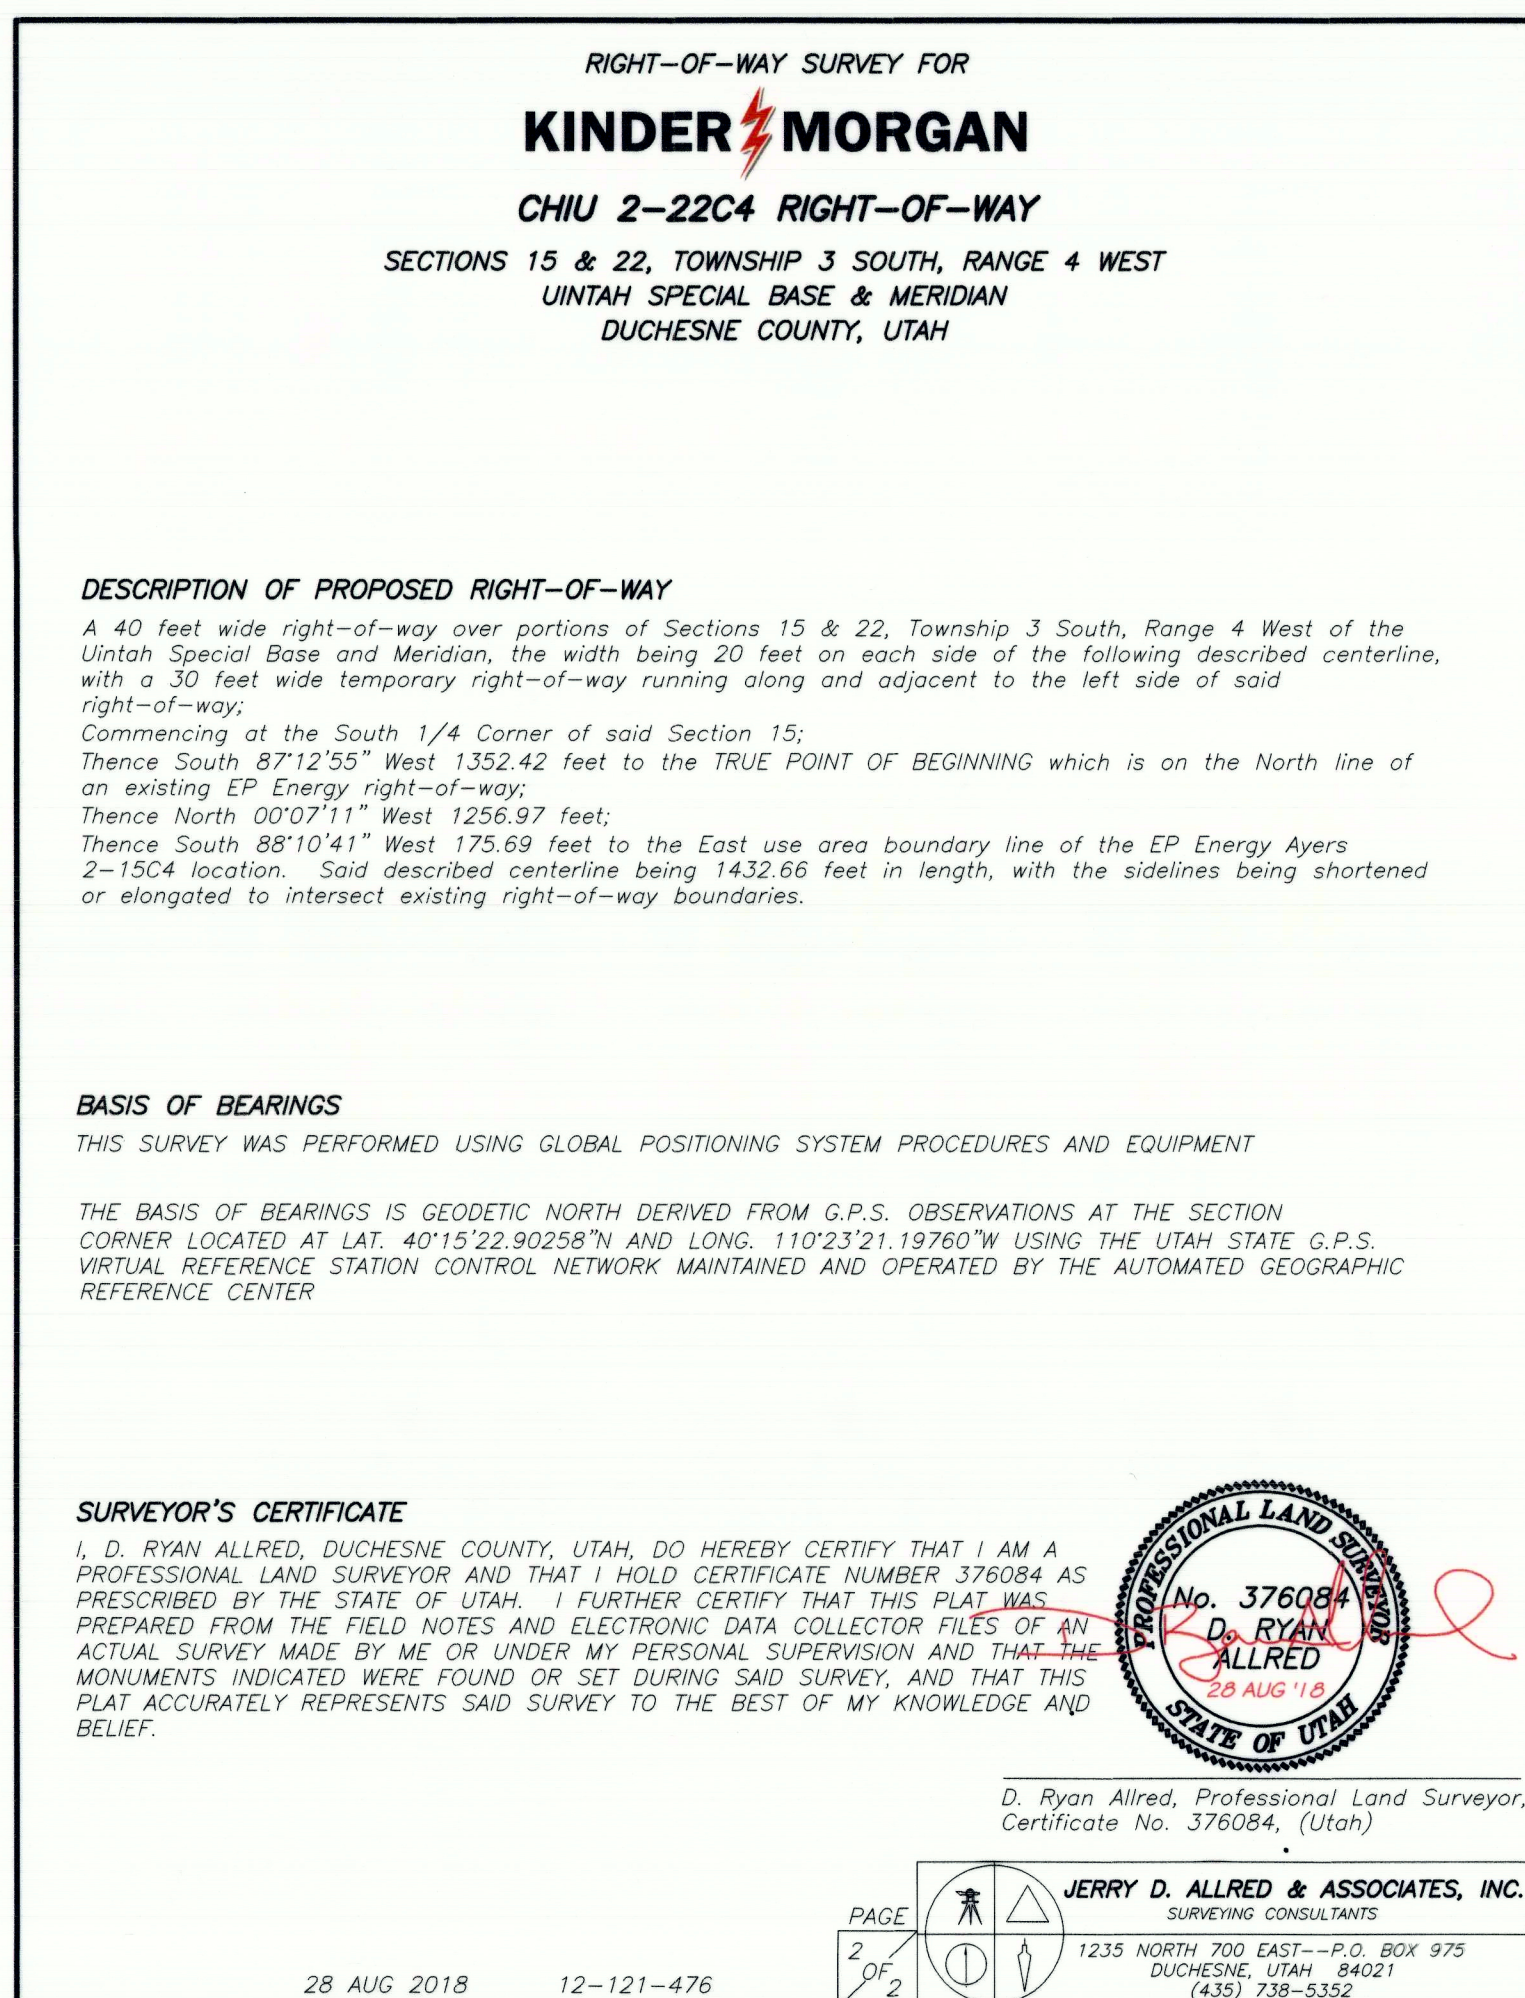 RIGHT-OF-WAY SURVEY FOR
KINDER MORGAN
CHIU 2-22C4 RIGHT-OF-WAY
SECTIONS 15 & 22, TOWNSHIP 3 SOUTH, RANGE 4 WEST
UINTAH SPECIAL BASE & MERIDIAN
DUCHESNE COUNTY, UTAH
DESCRIPTION OF PROPOSED RIGHT-OF-WAY
A 40 feet wide right-of-way over portions of Sections 15 & 22, Township 3 South, Range 4 West of the
Uintah Special Base and Meridian, the width being 20 feet on each side of the following described centerline,
with a 30 feet wide temporary right-of-way running along and adjacent to the left side of said
right-of-way;
Commencing at the South 1/4 Corner of said Section 15;
Thence South 87°12'55" West 1352.42 feet to the TRUE POINT OF BEGINNING which is on the North line of
an existing EP Energy right-of-way;
Thence North 00°07'11" West 1256.97 feet;
Thence South 88°10'41" West 175.69 feet to the East use area boundary line of the EP Energy Ayers
2-15C4 location. Said described centerline being 1432.66 feet in length, with the sidelines being shortened
or elongated to intersect existing right-of-way boundaries.
BASIS OF BEARINGS
THIS SURVEY WAS PERFORMED USING GLOBAL POSITIONING SYSTEM PROCEDURES AND EQUIPMENT
THE BASIS OF BEARINGS IS GEODETIC NORTH DERIVED FROM G.P.S. OBSERVATIONS AT THE SECTION
CORNER LOCATED AT LAT. 40°15'22.90258"N AND LONG. 110°23'21.19760"W USING THE UTAH STATE G.P.S.
VIRTUAL REFERENCE STATION CONTROL NETWORK MAINTAINED AND OPERATED BY THE AUTOMATED GEOGRAPHIC
REFERENCE CENTER
SURVEYOR'S CERTIFICATE
I, D. RYAN ALLRED, DUCHESNE COUNTY, UTAH, DO HEREBY CERTIFY THAT I AM A
PROFESSIONAL LAND SURVEYOR AND THAT I HOLD CERTIFICATE NUMBER 376084 AS
PRESCRIBED BY THE STATE OF UTAH. I FURTHER CERTIFY THAT THIS PLAT WAS
PREPARED FROM THE FIELD NOTES AND ELECTRONIC DATA COLLECTOR FILES OF AN
ACTUAL SURVEY MADE BY ME OR UNDER MY PERSONAL SUPERVISION AND THAT THE
MONUMENTS INDICATED WERE FOUND OR SET DURING SAID SURVEY, AND THAT THIS
PLAT ACCURATELY REPRESENTS SAID SURVEY TO THE BEST OF MY KNOWLEDGE AND
BELIEF.
PROFESSIONAL LAND SURVEYOR
No. 376084
D. RYAN
ALLRED
28 AUG '18
STATE OF UTAH
D. Ryan Allred, Professional Land Surveyor,
Certificate No. 376084, (Utah)
JERRY D. ALLRED & ASSOCIATES, INC.
SURVEYING CONSULTANTS
1235 NORTH 700 EAST--P.O. BOX 975
DUCHESNE, UTAH 84021
(435) 738-5352
PAGE
2
OF
2
28 AUG 2018 12-121-476